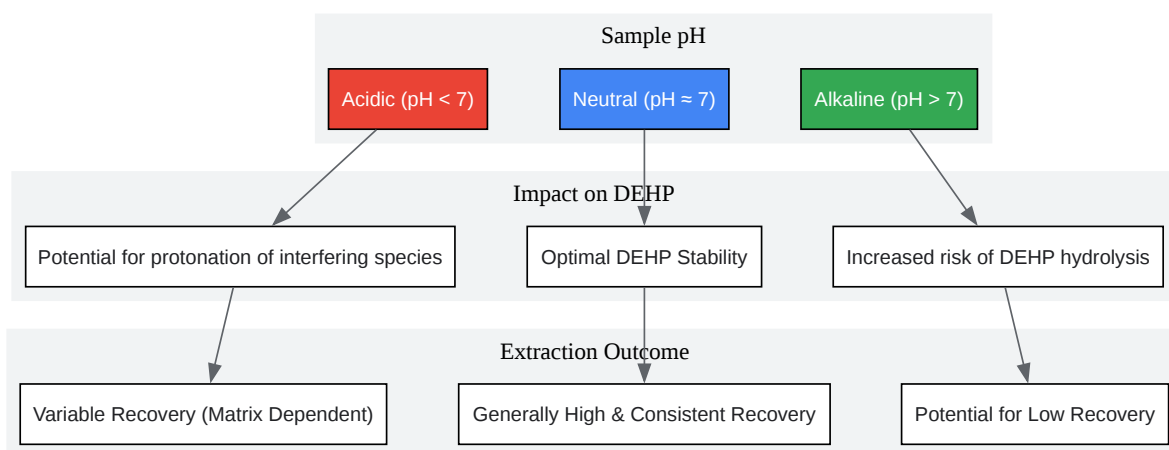 Sample pH
Acidic (pH < 7)
Neutral (pH ≈ 7)
Alkaline (pH > 7)
Impact on DEHP
Potential for protonation of interfering species
Optimal DEHP Stability
Increased risk of DEHP hydrolysis
Extraction Outcome
Variable Recovery (Matrix Dependent)
Generally High & Consistent Recovery
Potential for Low Recovery